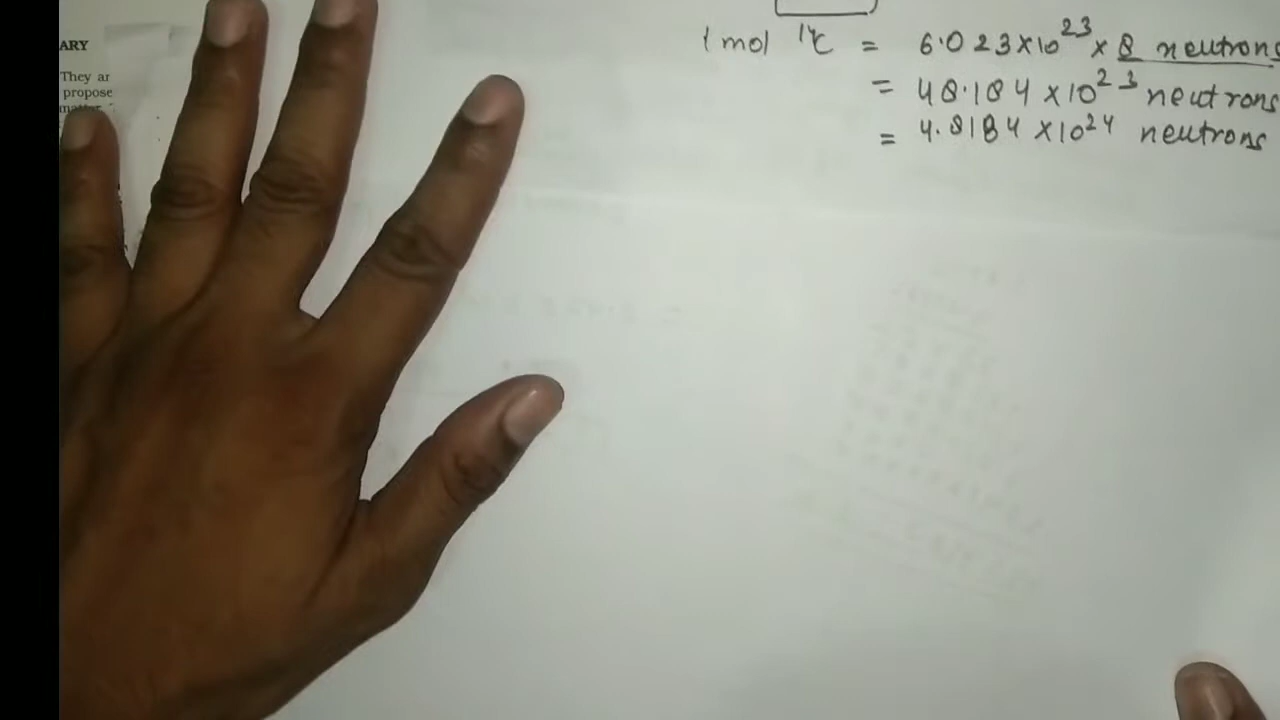 ARY
They ar
propose
1 mol ¹⁴C = 6.023×10²³ × 8 neutrons
= 48.184 ×10²³ neutrons
= 4.8184 ×10²⁴ neutrons